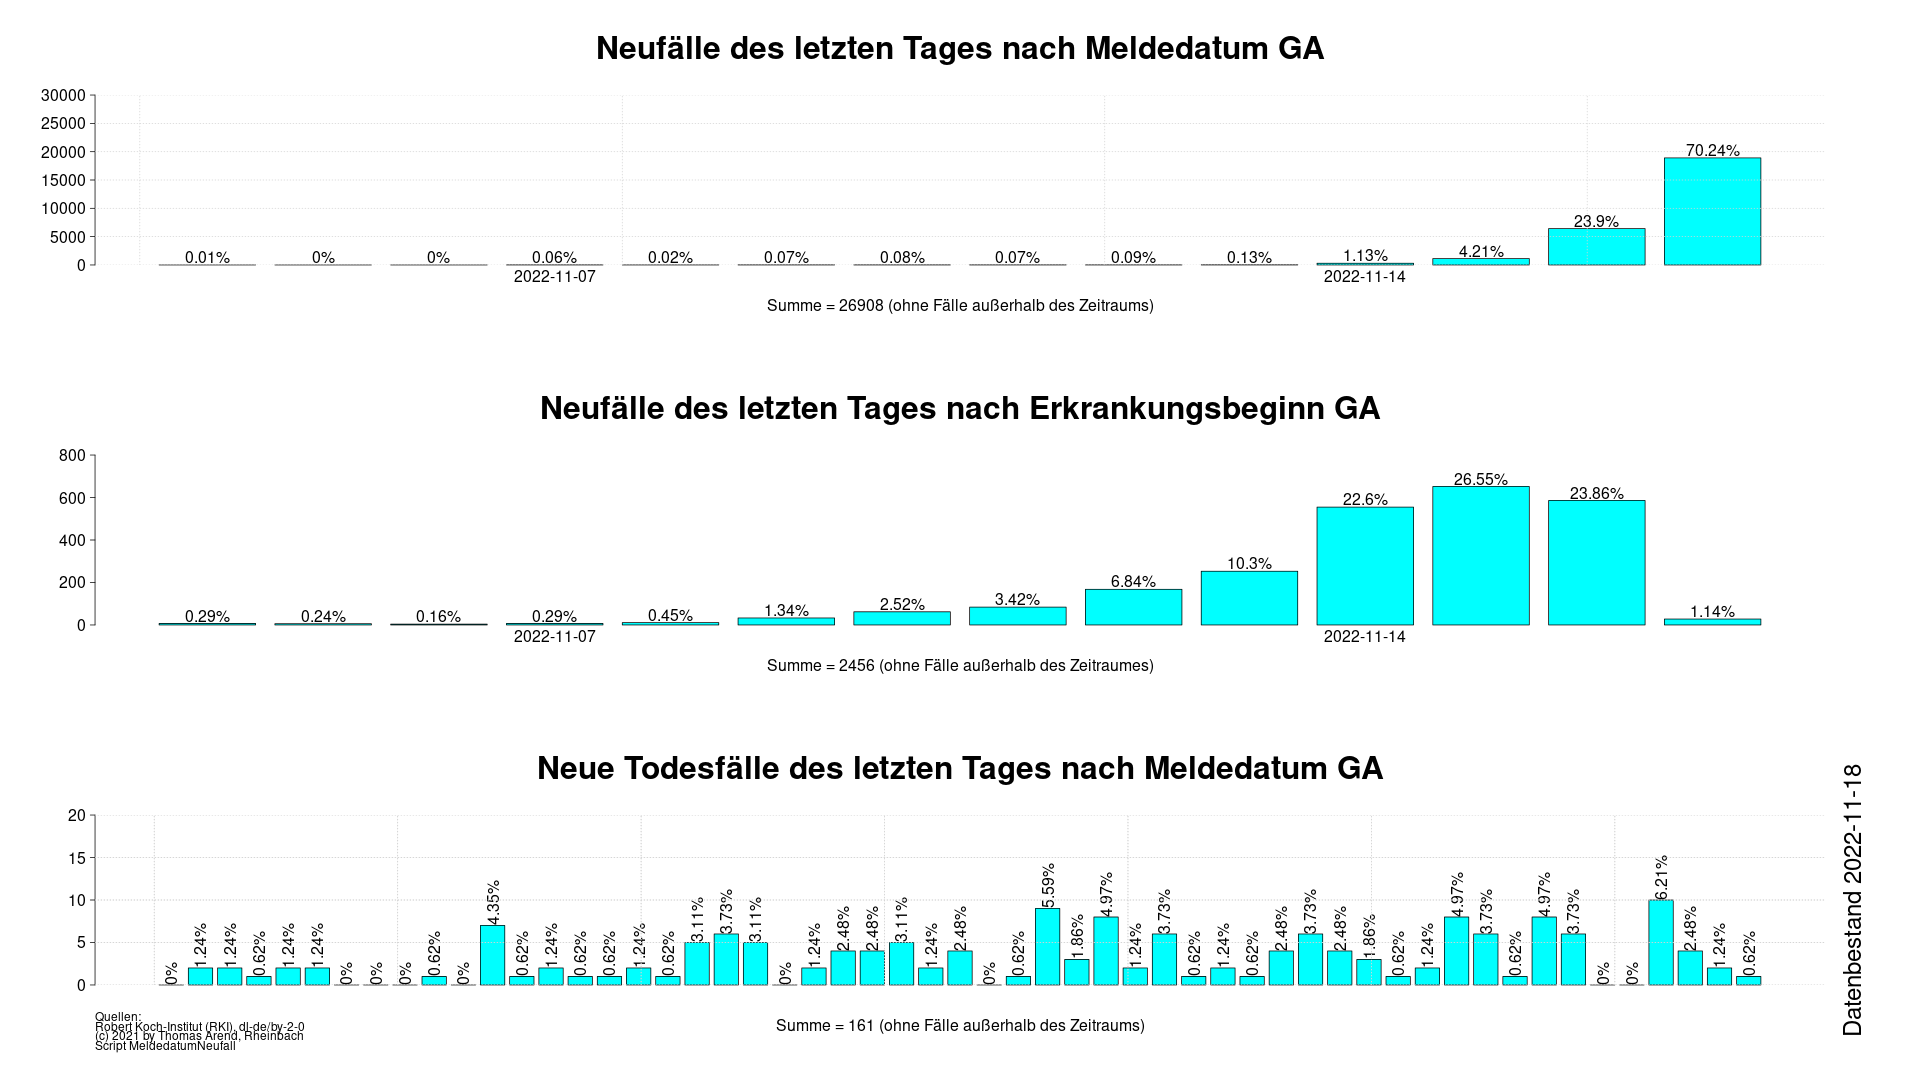 Neufälle des letzten Tages nach Meldedatum GA
30000
25000
20000
15000
10000
5000
0
0.01% 0% 0% 0.06% 0.02% 0.07% 0.08% 0.07% 0.09% 0.13% 1.13% 4.21% 23.9% 70.24%
2022-11-07 2022-11-14
Summe = 26908 (ohne Fälle außerhalb des Zeitraums)
Neufälle des letzten Tages nach Erkrankungsbeginn GA
800
600
400
200
0
0.29% 0.24% 0.16% 0.29% 0.45% 1.34% 2.52% 3.42% 6.84% 10.3% 22.6% 26.55% 23.86% 1.14%
2022-11-07 2022-11-14
Summe = 2456 (ohne Fälle außerhalb des Zeitraumes)
Neue Todesfälle des letzten Tages nach Meldedatum GA
20
15
10
5
0
0% 1.24% 1.24% 0.62% 1.24% 1.24% 0% 0% 0% 0.62% 0% 4.35% 0.62% 1.24% 0.62% 0.62% 1.24% 0.62% 3.11% 3.73% 3.11% 0% 1.24% 2.48% 2.48% 3.11% 1.24% 2.48% 0% 0.62% 5.59% 1.86% 4.97% 1.24% 3.73% 0.62% 1.24% 0.62% 2.48% 3.73% 2.48% 1.86% 0.62% 1.24% 4.97% 3.73% 0.62% 4.97% 3.73% 0% 0% 6.21% 2.48% 1.24% 0.62%
Summe = 161 (ohne Fälle außerhalb des Zeitraums)
Quellen:
Robert Koch-Institut (RKI), dl-de/by-2-0
(c) 2021 by Thomas Arend, Rheinbach
Script MeldedatumNeufall
Datenbestand 2022-11-18